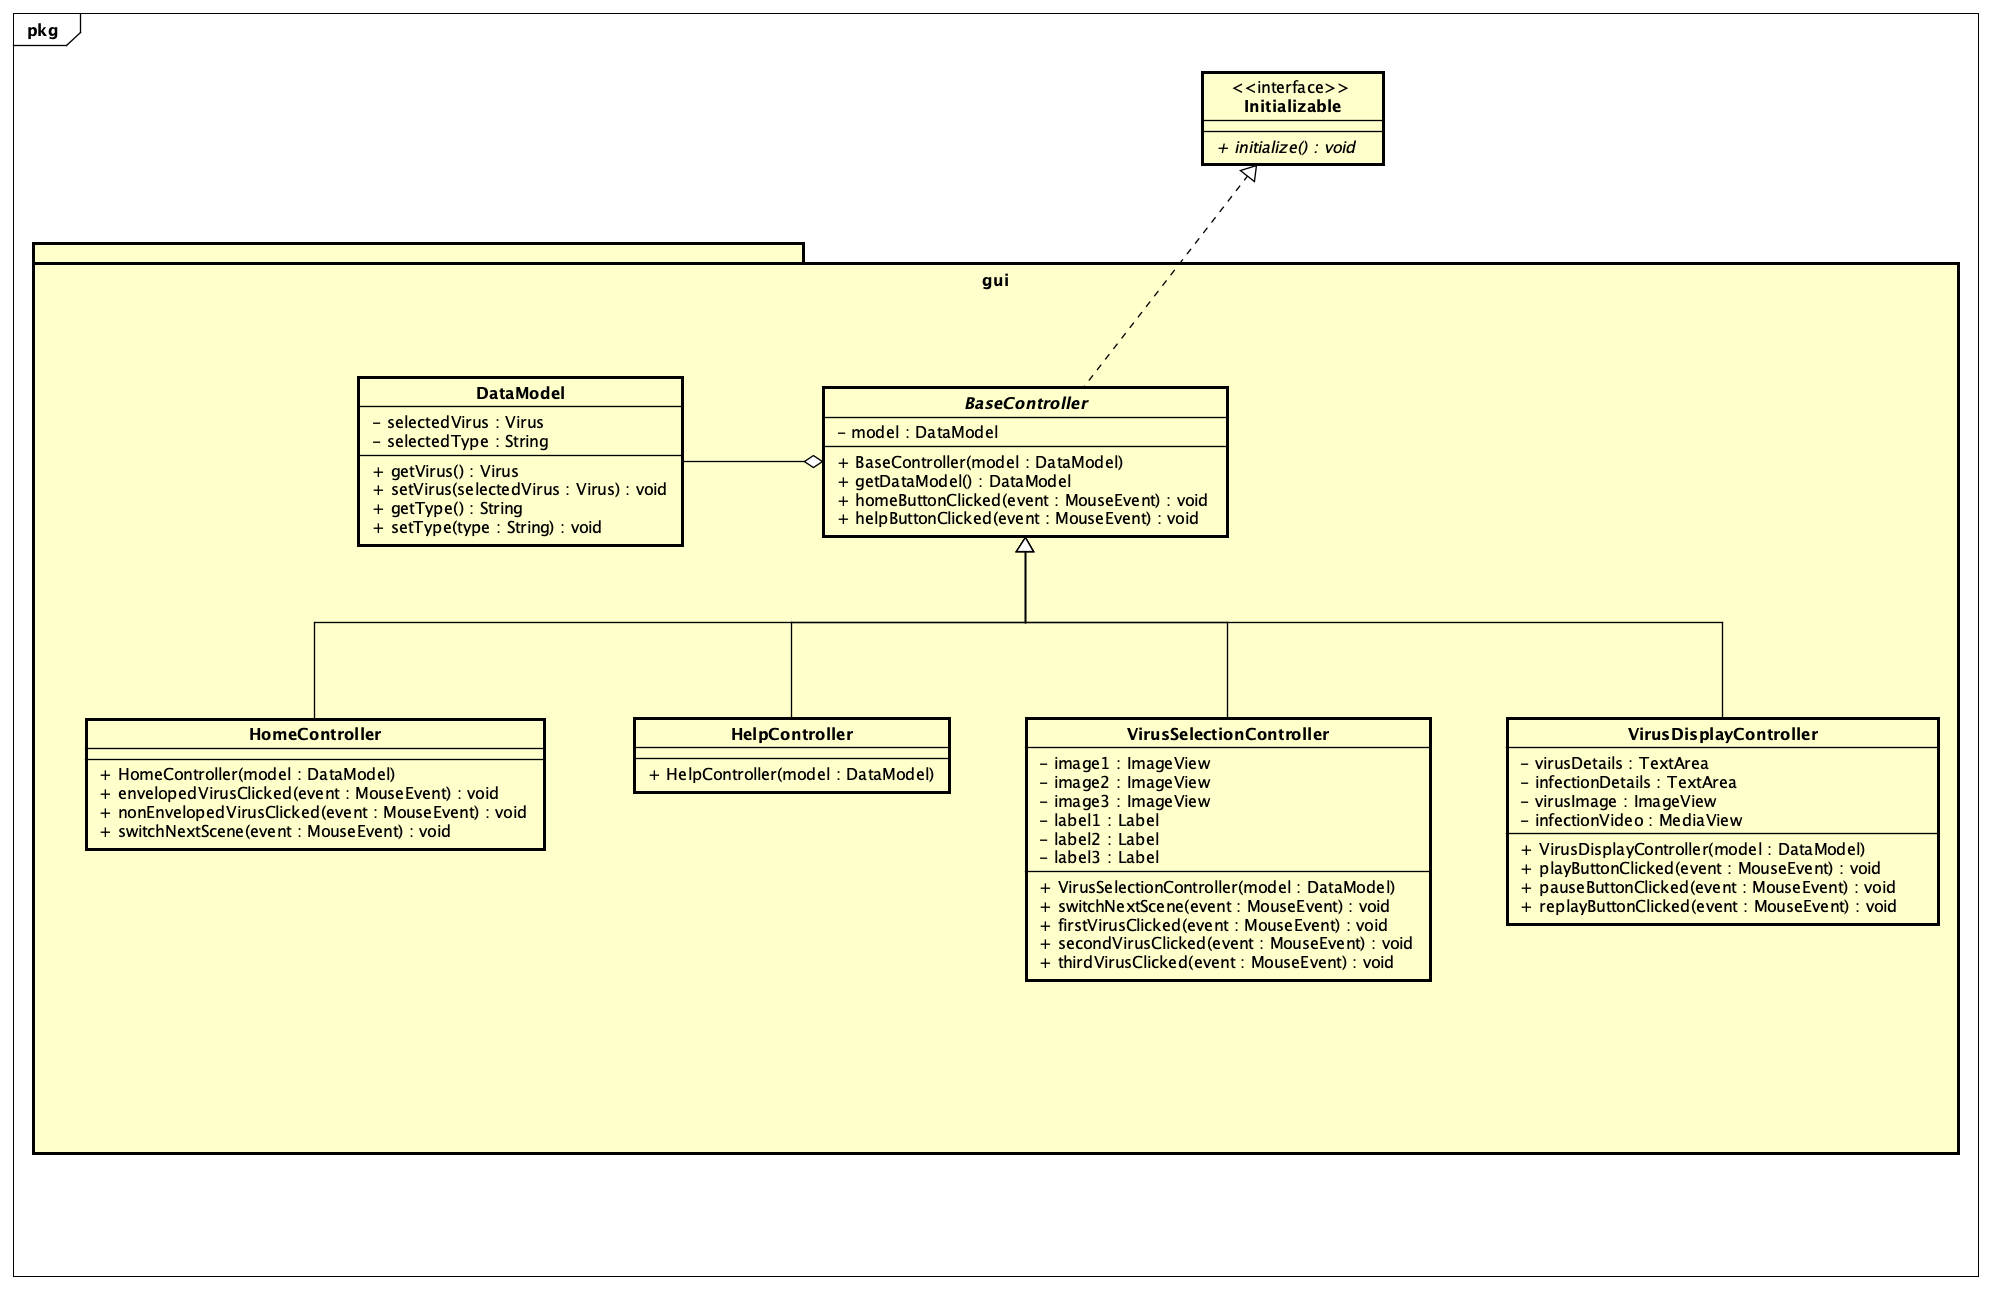 pkg
<<interface>>
Initializable
+ initialize() : void
gui
DataModel
- selectedVirus : Virus
- selectedType : String
+ getVirus() : Virus
+ setVirus(selectedVirus : Virus) : void
+ getType() : String
+ setType(type : String) : void
BaseController
- model : DataModel
+ BaseController(model : DataModel)
+ getDataModel() : DataModel
+ homeButtonClicked(event : MouseEvent) : void
+ helpButtonClicked(event : MouseEvent) : void
HomeController
+ HomeController(model : DataModel)
+ envelopedVirusClicked(event : MouseEvent) : void
+ nonEnvelopedVirusClicked(event : MouseEvent) : void
+ switchNextScene(event : MouseEvent) : void
HelpController
+ HelpController(model : DataModel)
VirusSelectionController
- image1 : ImageView
- image2 : ImageView
- image3 : ImageView
- label1 : Label
- label2 : Label
- label3 : Label
+ VirusSelectionController(model : DataModel)
+ switchNextScene(event : MouseEvent) : void
+ firstVirusClicked(event : MouseEvent) : void
+ secondVirusClicked(event : MouseEvent) : void
+ thirdVirusClicked(event : MouseEvent) : void
VirusDisplayController
- virusDetails : TextArea
- infectionDetails : TextArea
- virusImage : ImageView
- infectionVideo : MediaView
+ VirusDisplayController(model : DataModel)
+ playButtonClicked(event : MouseEvent) : void
+ pauseButtonClicked(event : MouseEvent) : void
+ replayButtonClicked(event : MouseEvent) : void